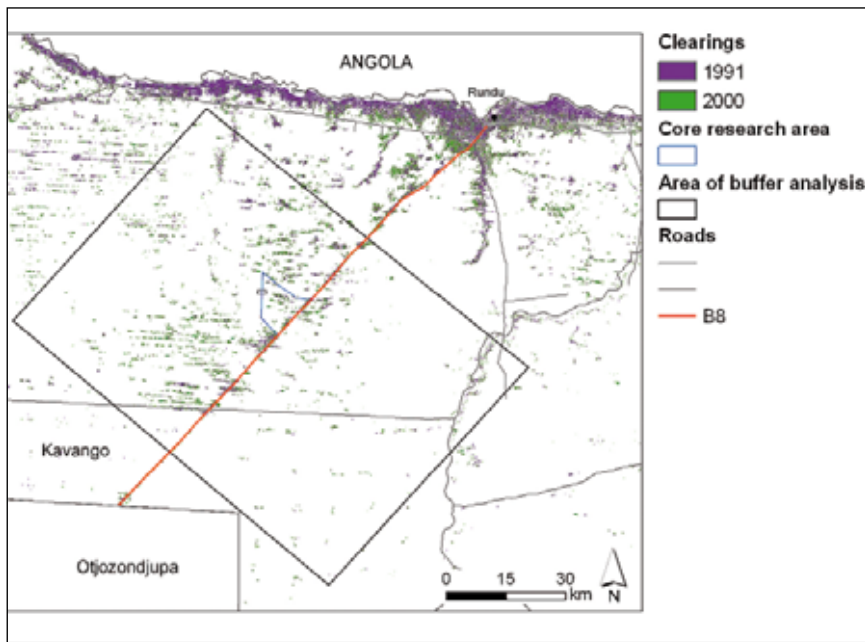 ANGOLA
Rundu
Kavango
Otjozondjupa
0 15 30
km
N
Clearings
1991
2000
Core research area
Area of buffer analysis
Roads
B8